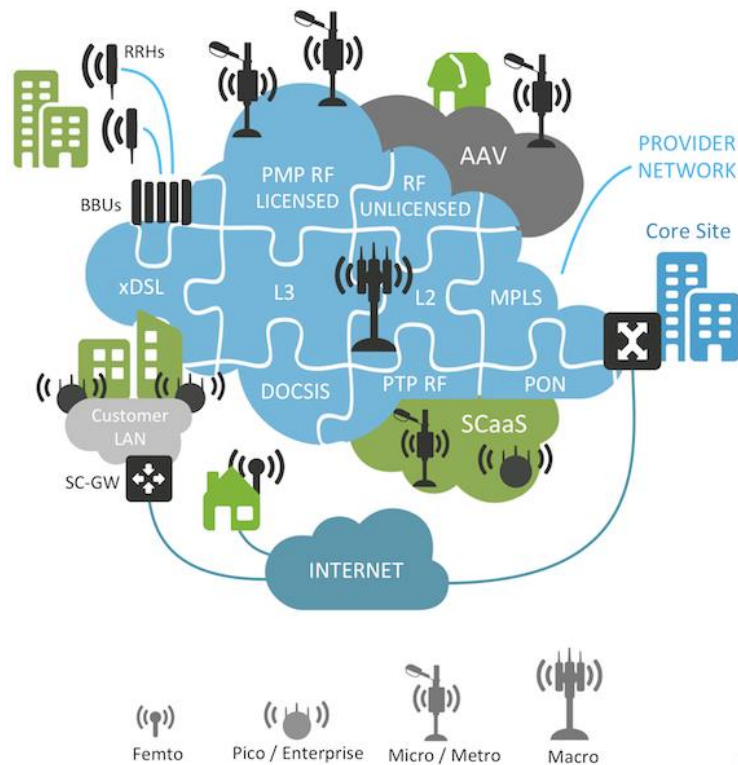 RRHs
AAV
PROVIDER
NETWORK
PMP RF
LICENSED
RF
UNLICENSED
BBUs
Core Site
xDSL
L3
L2
MPLS
DOCSIS
PTP RF
PON
Customer
LAN
SCaaS
SC-GW
INTERNET
Femto
Pico / Enterprise
Micro / Metro
Macro